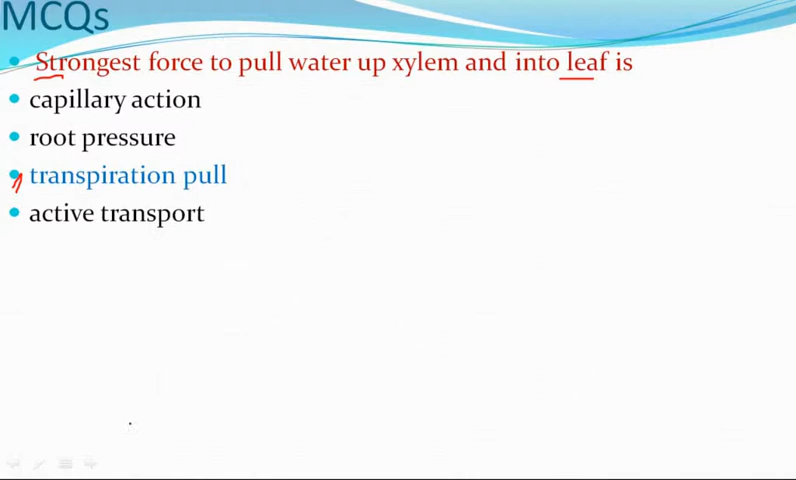 MCQs
Strongest force to pull water up xylem and into leaf is
capillary action
root pressure
transpiration pull
active transport